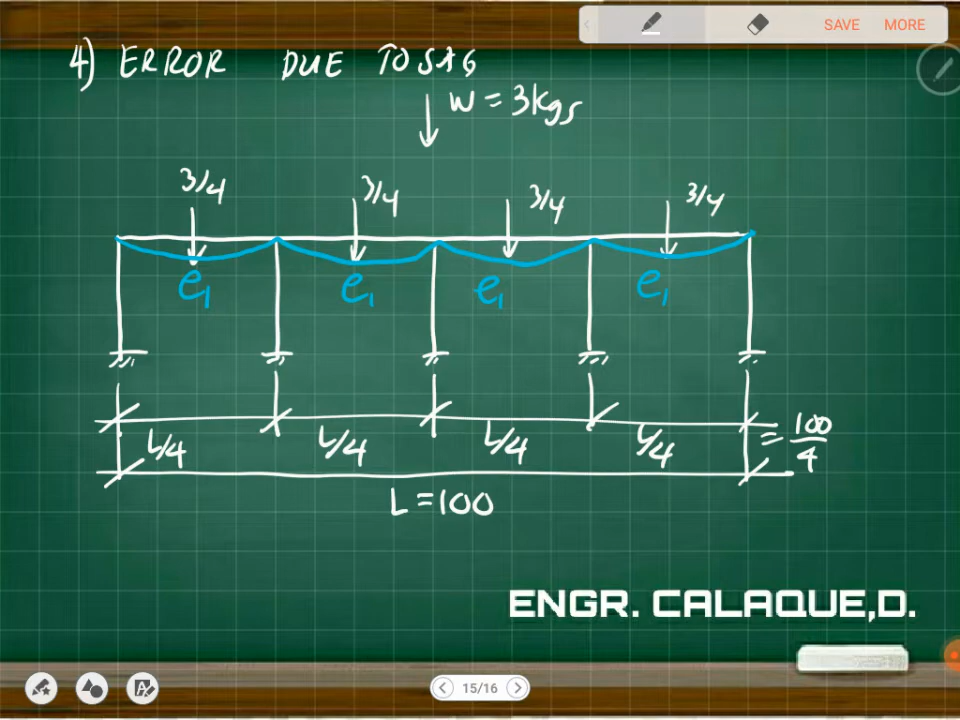 SAVE MORE
4) ERROR DUE TO SAG
W = 3kgs
3/4 3/4 3/4 3/4
e₁ e₁ e₁ e₁
L/4 L/4 L/4 L/4 = 100/4
L = 100
ENGR. CALAQUE,D.
15/16